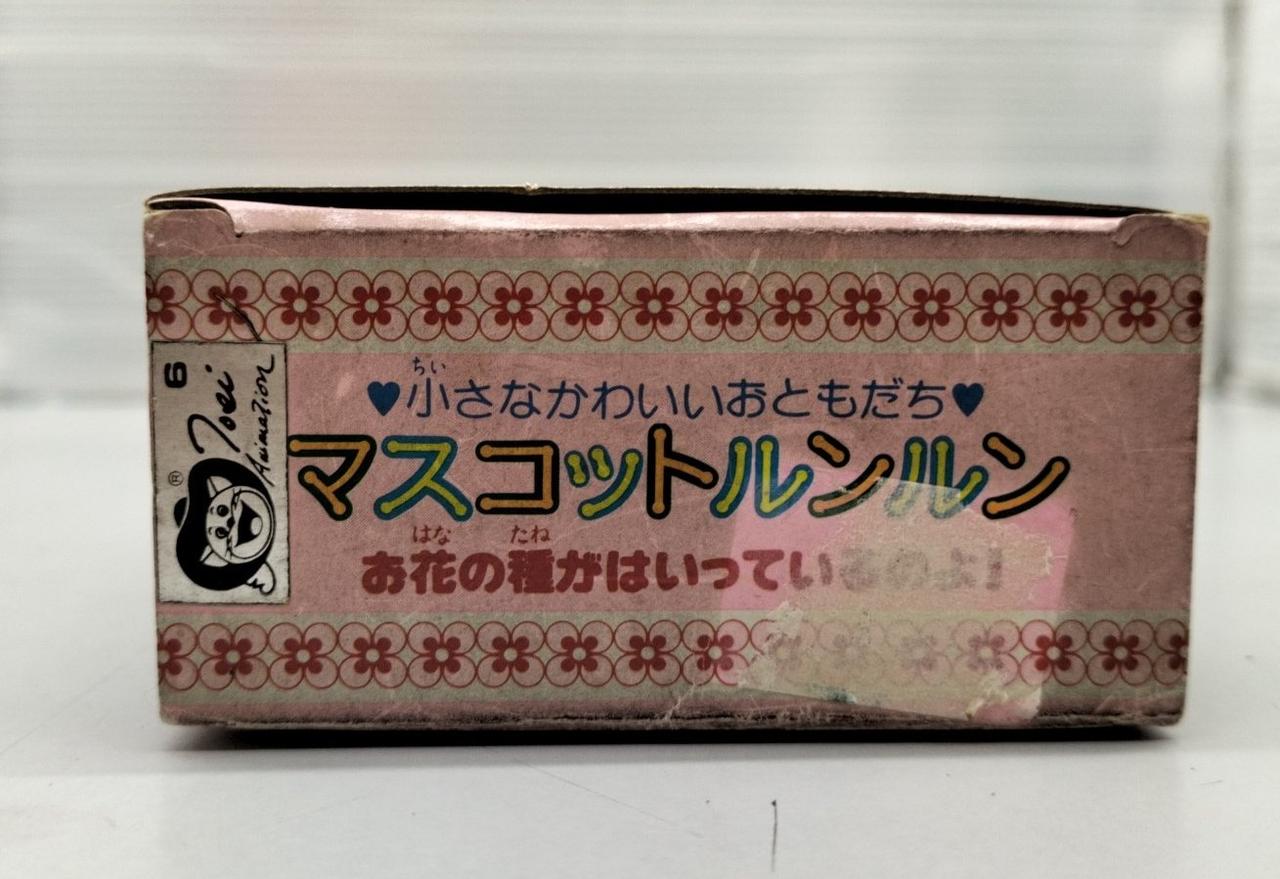 6
Toei Animation
®
ちい
♥小さなかわいいおともだち♥
マスコットルンルン
はな たね
お花の種がはいっているのよ!